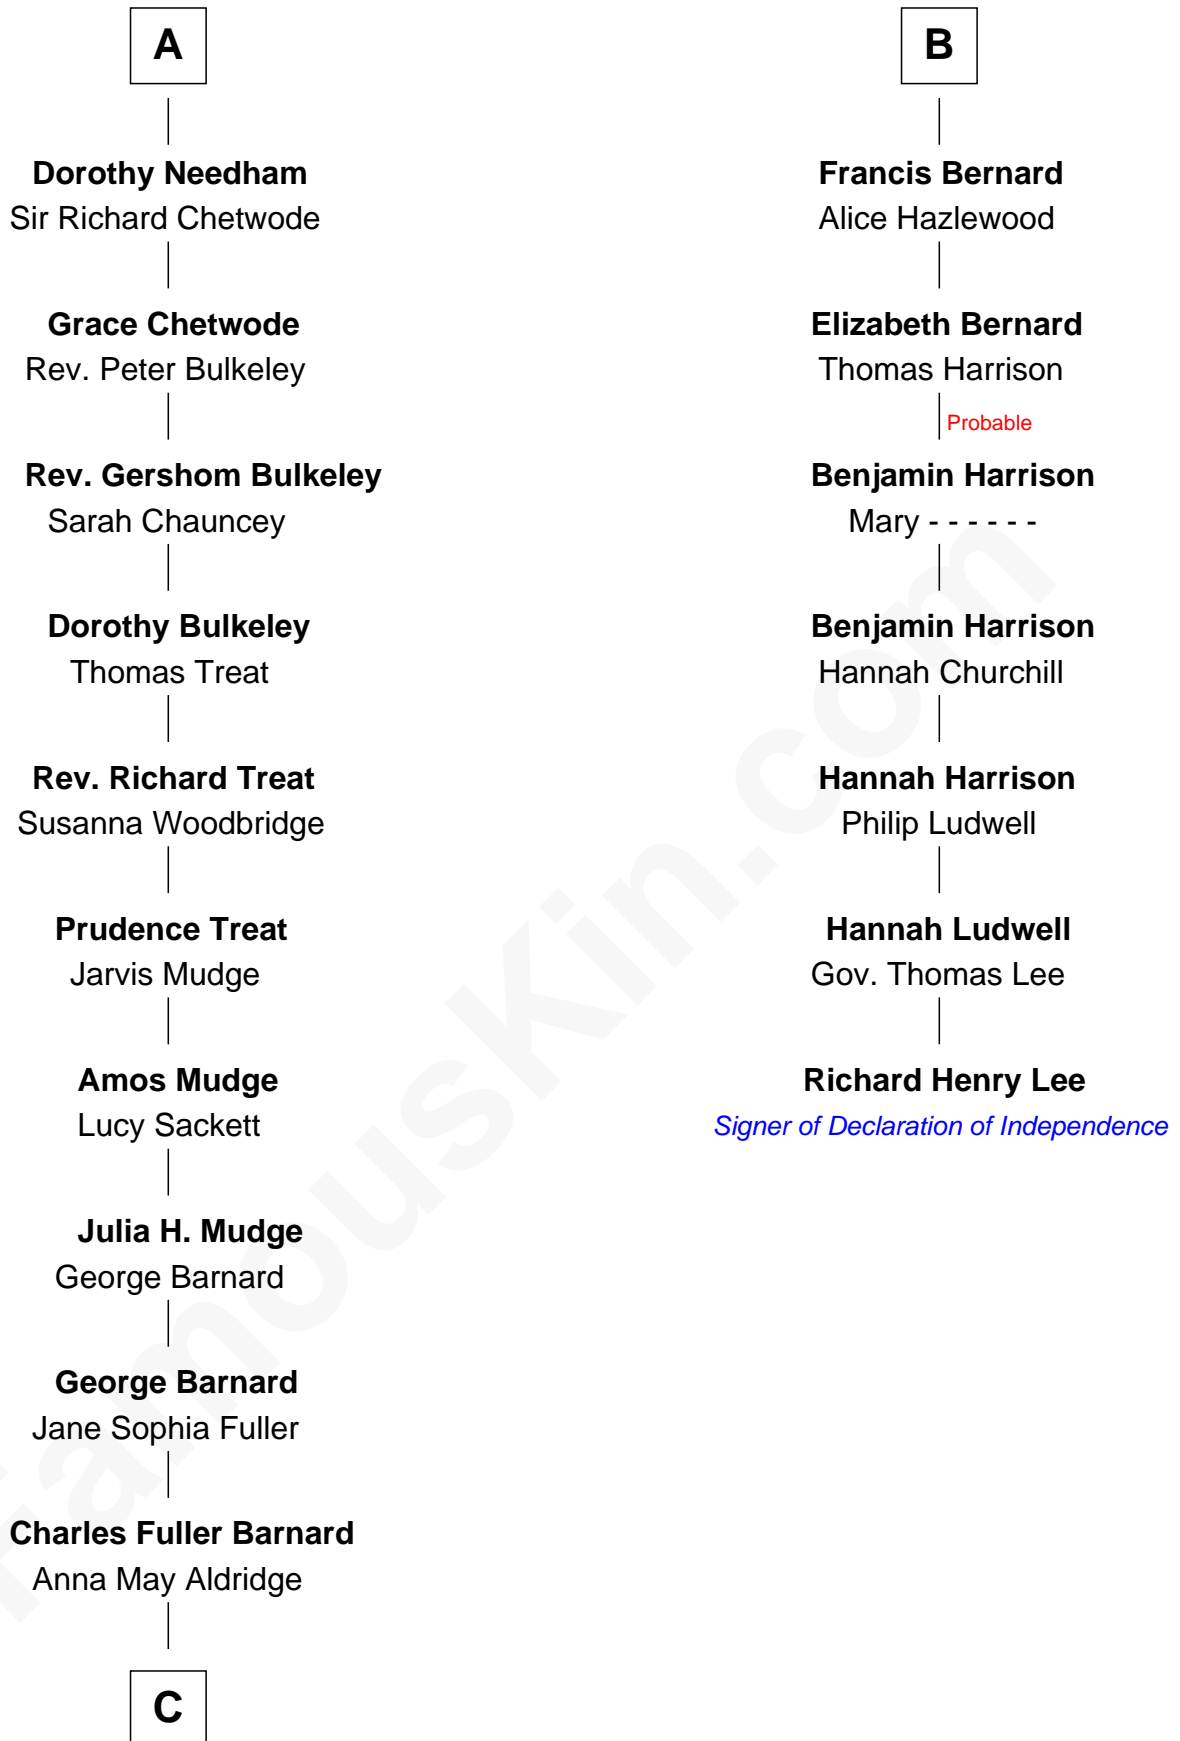 A
Dorothy Needham
Sir Richard Chetwode
Grace Chetwode
Rev. Peter Bulkeley
Rev. Gershom Bulkeley
Sarah Chauncey
Dorothy Bulkeley
Thomas Treat
Rev. Richard Treat
Susanna Woodbridge
Prudence Treat
Jarvis Mudge
Amos Mudge
Lucy Sackett
Julia H. Mudge
George Barnard
George Barnard
Jane Sophia Fuller
Charles Fuller Barnard
Anna May Aldridge
C
B
Francis Bernard
Alice Hazlewood
Elizabeth Bernard
Thomas Harrison
Probable
Benjamin Harrison
Mary - - - - - -
Benjamin Harrison
Hannah Churchill
Hannah Harrison
Philip Ludwell
Hannah Ludwell
Gov. Thomas Lee
Richard Henry Lee
Signer of Declaration of Independence
FamousKin.com